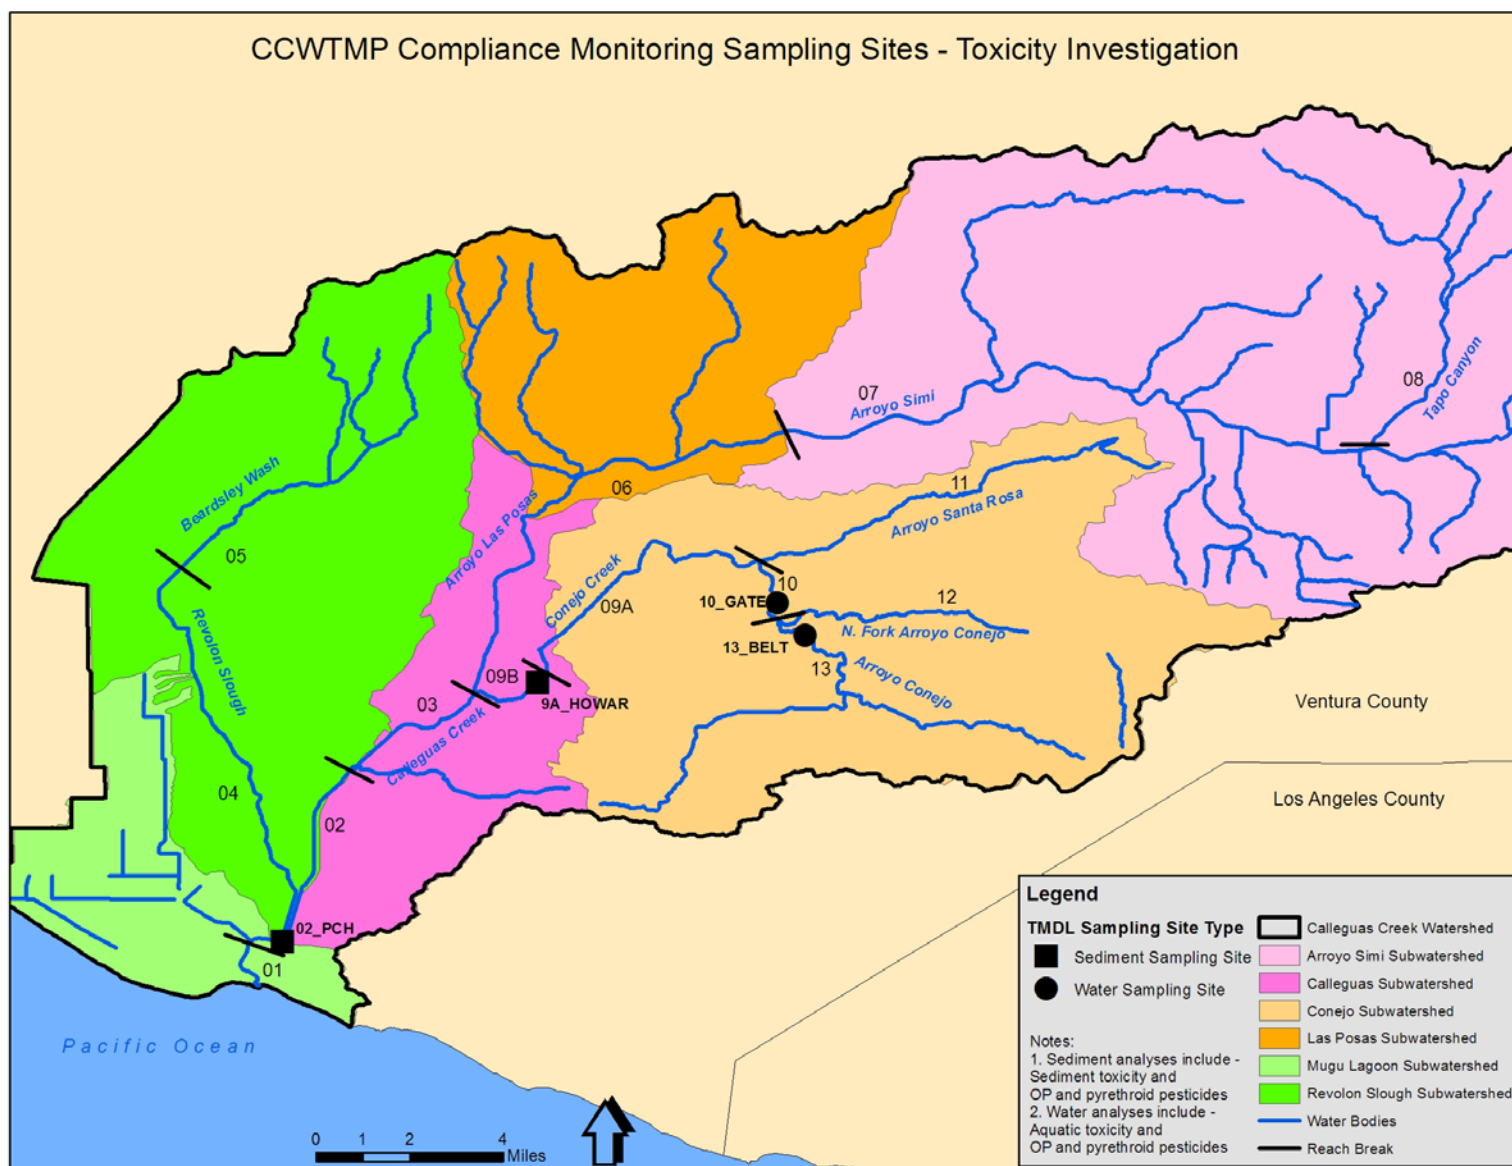 CCWTMP Compliance Monitoring Sampling Sites - Toxicity Investigation
08
Tapo Canyon
07
Arroyo Simi
11
Arroyo Santa Rosa
06
Beardsley Wash
05
Arroyo Las Posas
Conejo Creek
09A
10
10_GATE
12
N. Fork Arroyo Conejo
13_BELT
13
Arroyo Conejo
Revolon Slough
09B
9A_HOWAR
03
Calleguas Creek
Ventura County
Los Angeles County
04
02
02_PCH
01
Pacific Ocean
0 1 2 4
Miles
Legend
TMDL Sampling Site Type
Sediment Sampling Site
Water Sampling Site
Notes:
1. Sediment analyses include -
Sediment toxicity and
OP and pyrethroid pesticides
2. Water analyses include -
Aquatic toxicity and
OP and pyrethroid pesticides
Calleguas Creek Watershed
Arroyo Simi Subwatershed
Calleguas Subwatershed
Conejo Subwatershed
Las Posas Subwatershed
Mugu Lagoon Subwatershed
Revolon Slough Subwatershed
Water Bodies
Reach Break